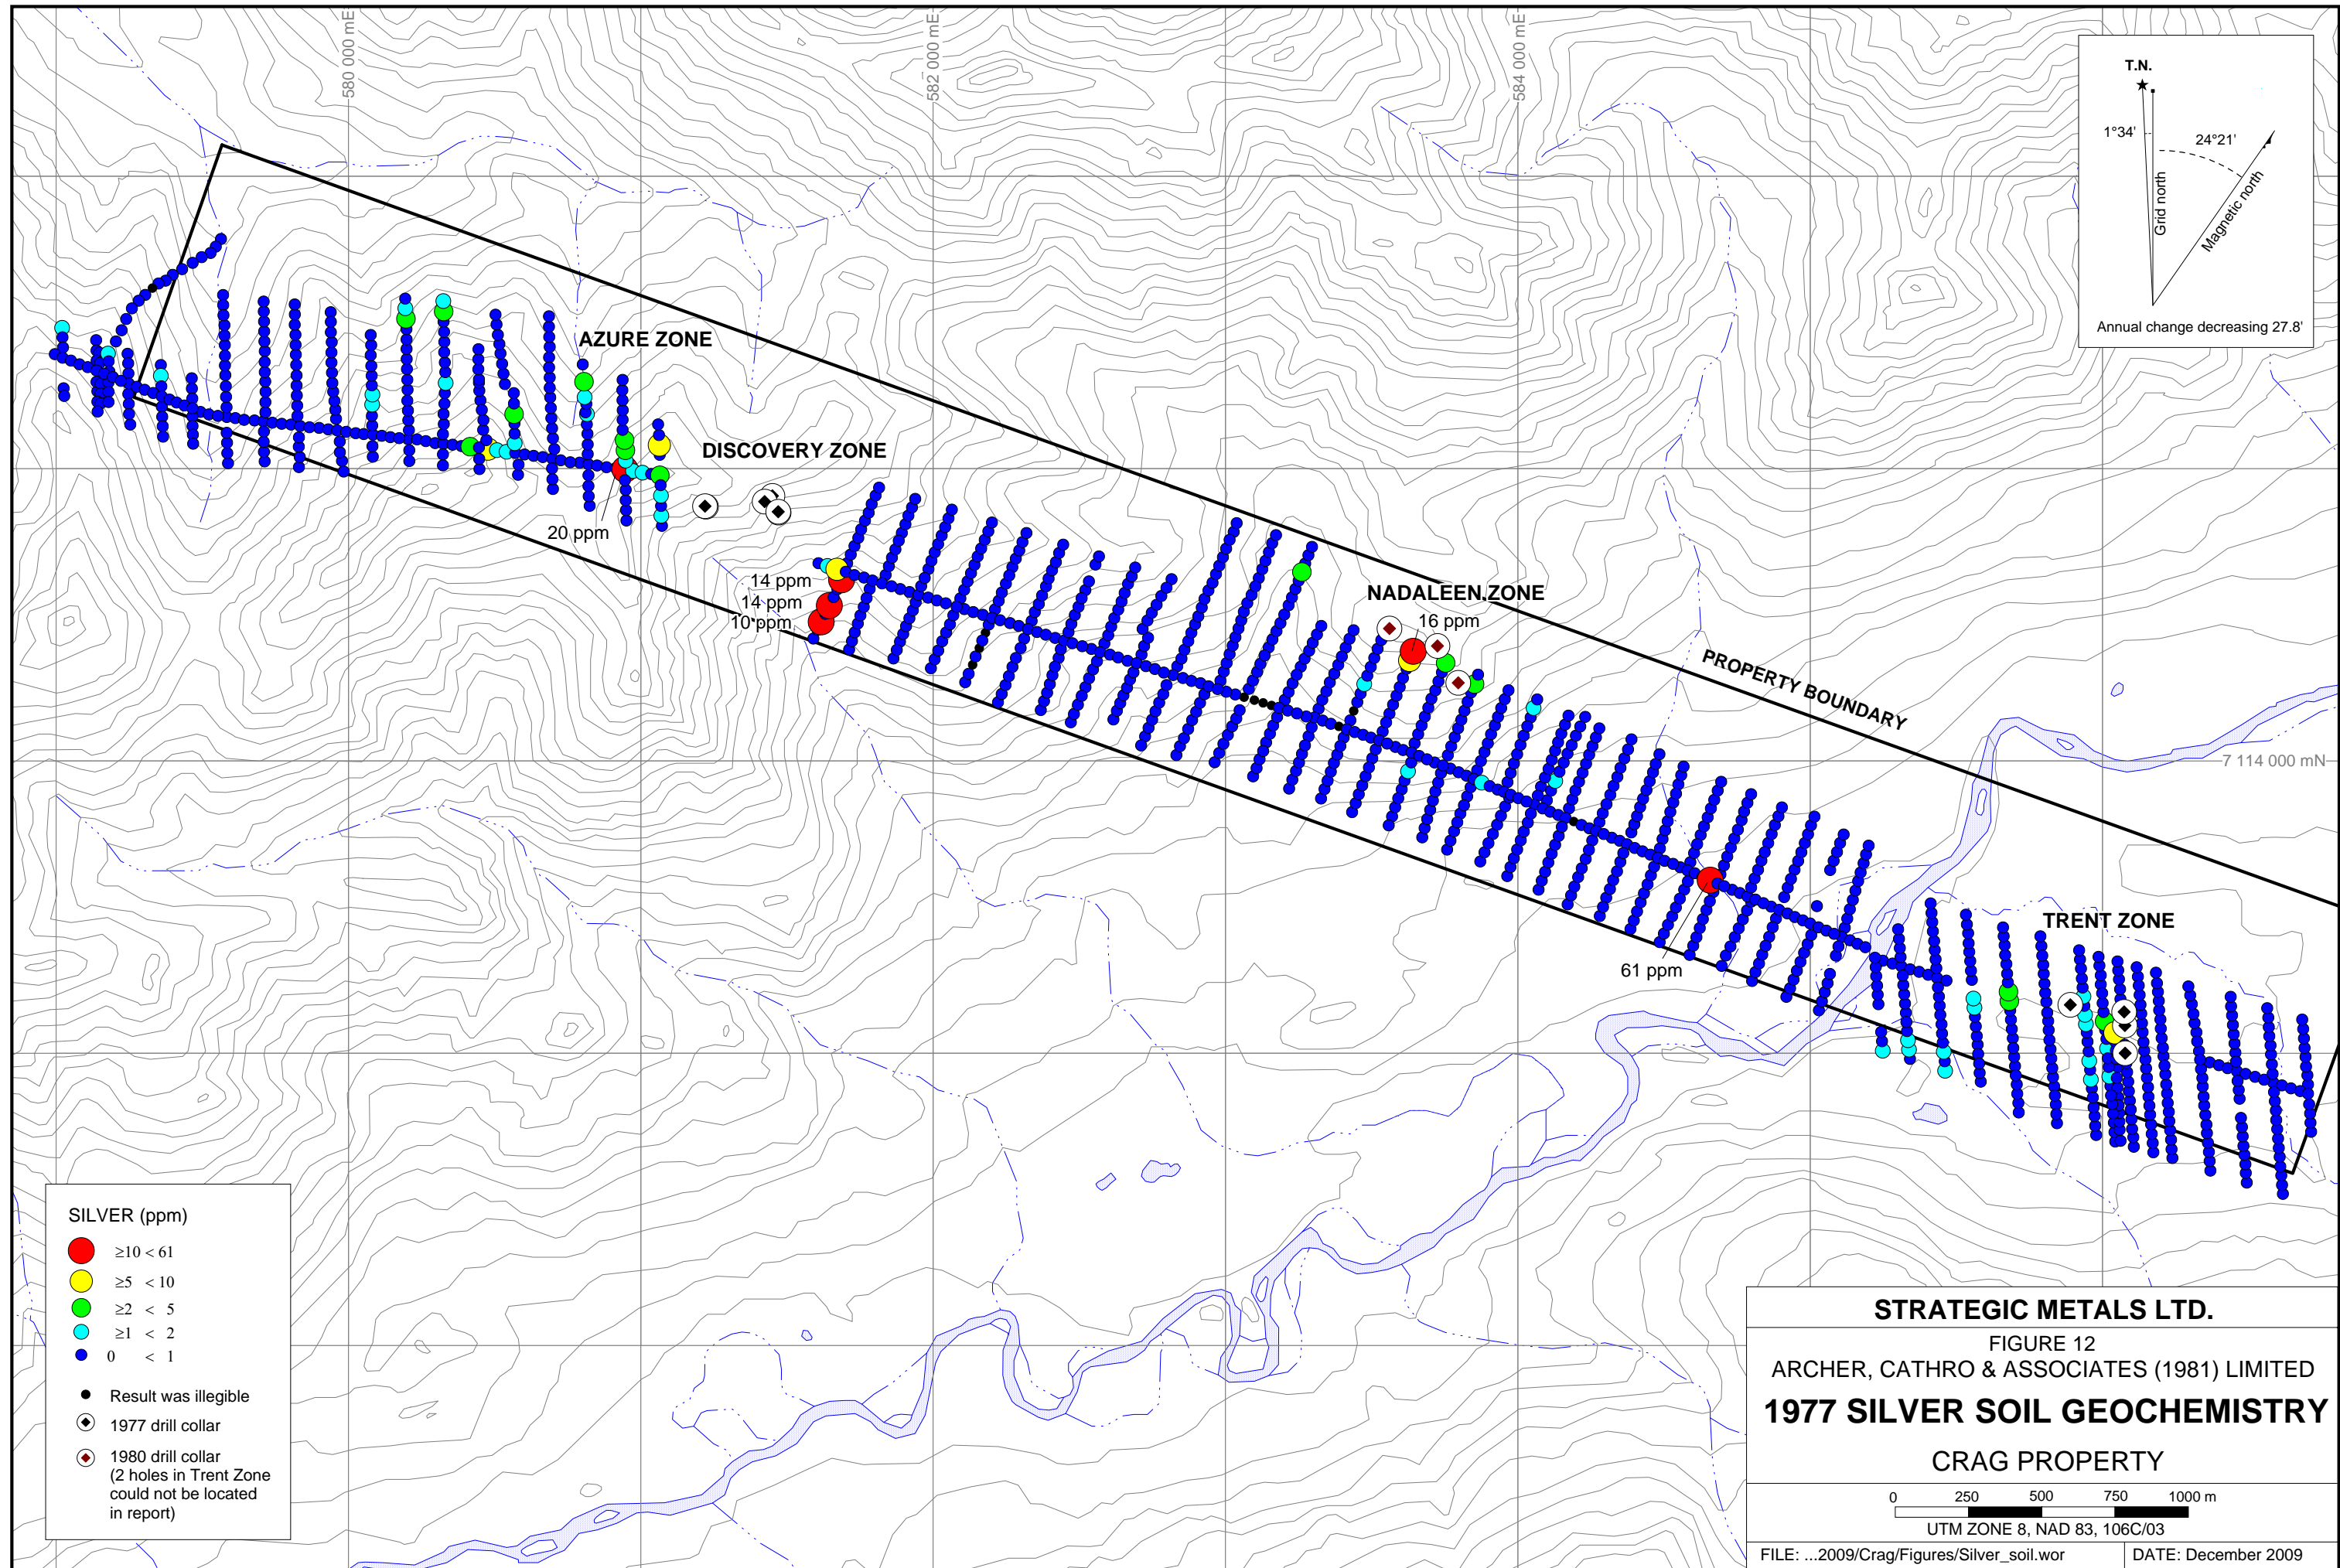 580 000 mE
582 000 mE
584 000 mE
T.N.
1°34'
24°21'
Grid north
Magnetic north
Annual change decreasing 27.8'
AZURE ZONE
DISCOVERY ZONE
20 ppm
14 ppm
14 ppm
10 ppm
NADALEEN ZONE
16 ppm
PROPERTY BOUNDARY
7 114 000 mN
TRENT ZONE
61 ppm
SILVER (ppm)
≥10 < 61
≥5 < 10
≥2 < 5
≥1 < 2
0 < 1
Result was illegible
1977 drill collar
1980 drill collar
(2 holes in Trent Zone
could not be located
in report)
STRATEGIC METALS LTD.
FIGURE 12
ARCHER, CATHRO & ASSOCIATES (1981) LIMITED
1977 SILVER SOIL GEOCHEMISTRY
CRAG PROPERTY
0 250 500 750 1000 m
UTM ZONE 8, NAD 83, 106C/03
FILE: ...2009/Crag/Figures/Silver_soil.wor
DATE: December 2009